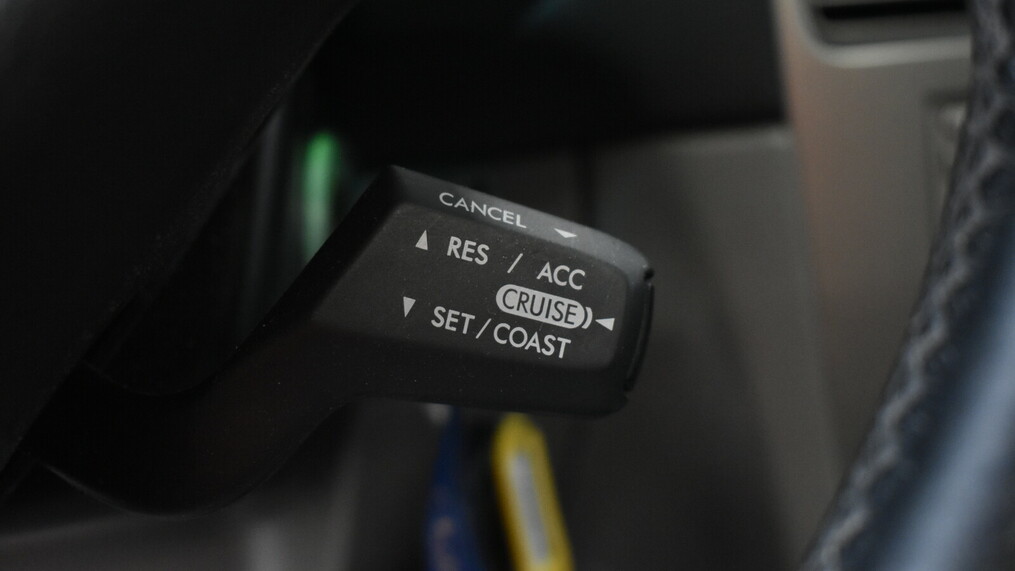 CANCEL
RES / ACC
CRUISE
SET/COAST